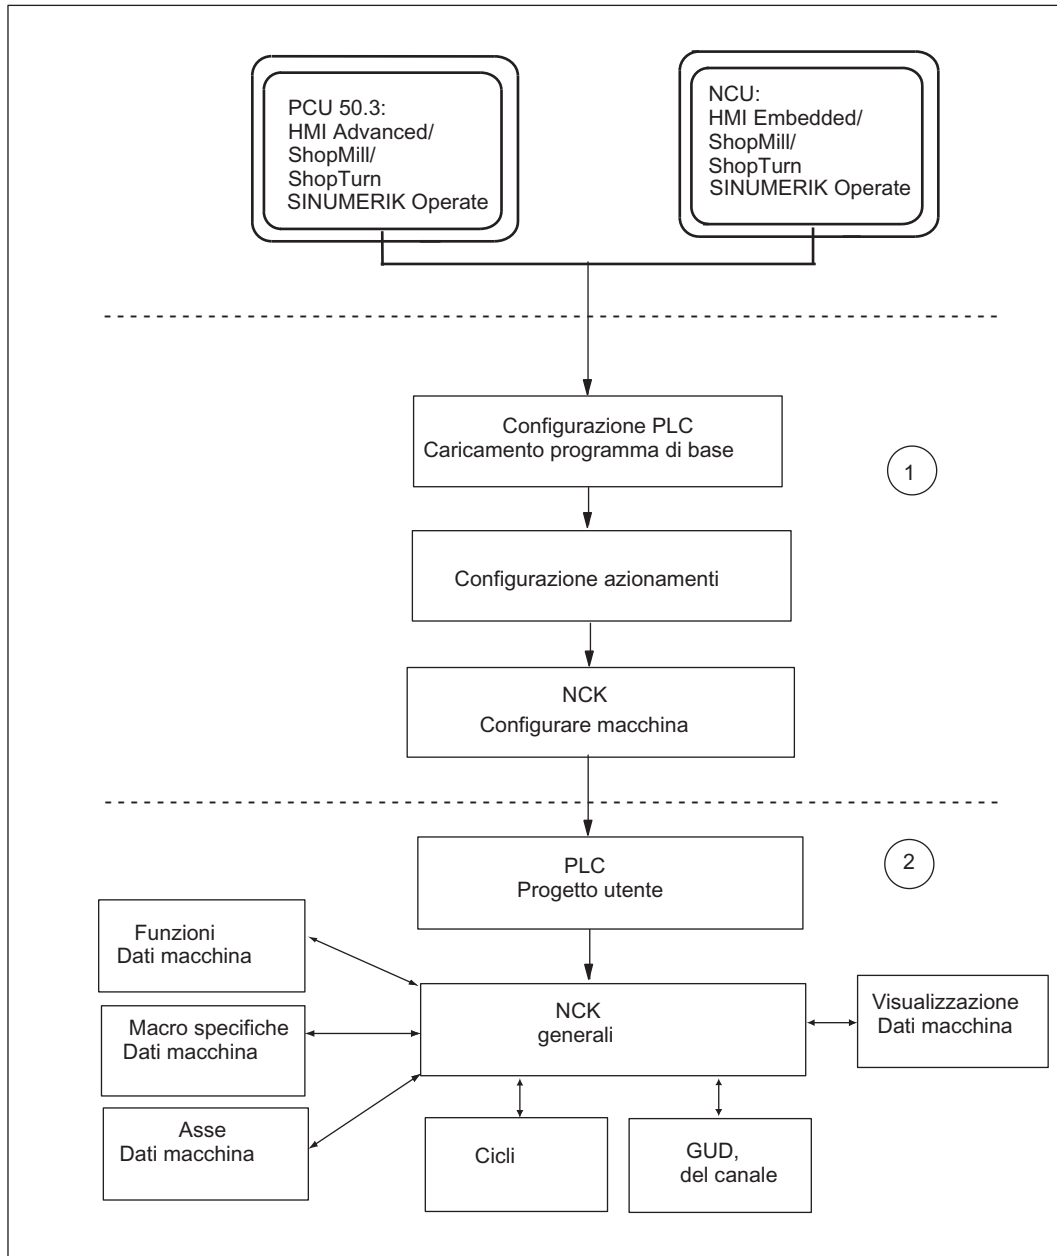 PCU 50.3:
HMI Advanced/
ShopMill/
ShopTurn
SINUMERIK Operate
NCU:
HMI Embedded/
ShopMill/
ShopTurn
SINUMERIK Operate
Configurazione PLC
Caricamento programma di base
1
Configurazione azionamenti
NCK
Configurare macchina
PLC
Progetto utente
2
Funzioni
Dati macchina
Macro specifiche
Dati macchina
Asse
Dati macchina
NCK
generali
Visualizzazione
Dati macchina
Cicli
GUD,
del canale